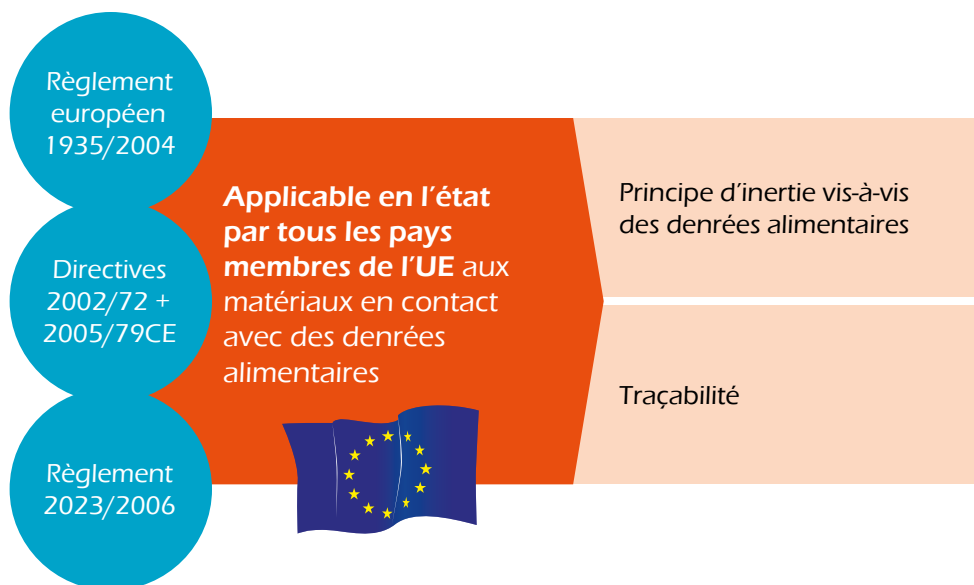 Règlement
européen
1935/2004
Directives
2002/72 +
2005/79CE
Règlement
2023/2006
Applicable en l'état
par tous les pays
membres de l'UE aux
matériaux en contact
avec des denrées
alimentaires
Principe d'inertie vis-à-vis
des denrées alimentaires
Traçabilité